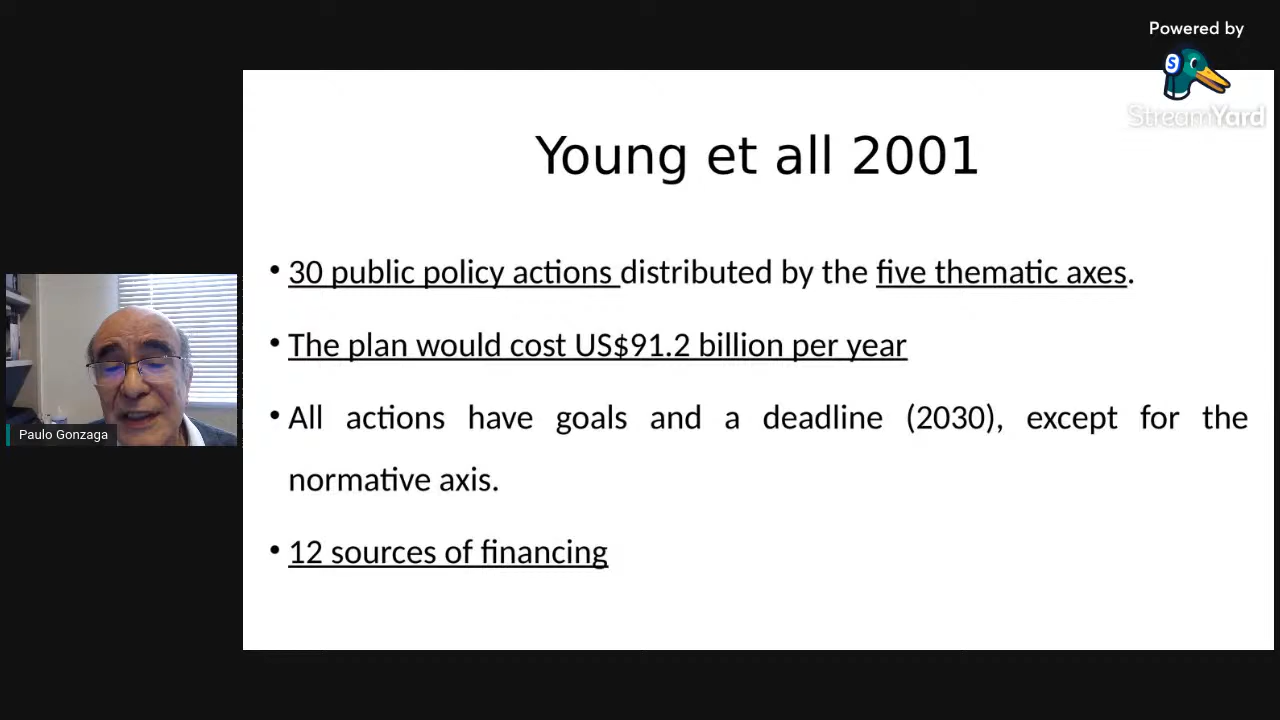 Powered by
StreamYard
Young et all 2001
• 30 public policy actions distributed by the five thematic axes.
• The plan would cost US$91.2 billion per year
• All actions have goals and a deadline (2030), except for the
normative axis.
• 12 sources of financing
Paulo Gonzaga